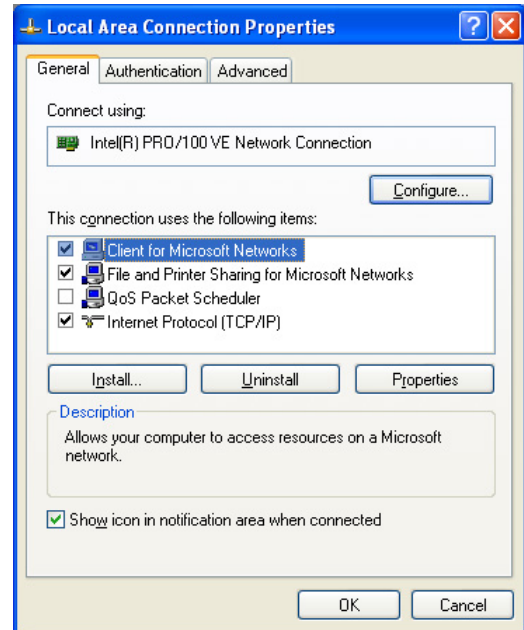 Local Area Connection Properties
General Authentication Advanced
Connect using:
Intel(R) PRO/100 VE Network Connection
Configure...
This connection uses the following items:
Client for Microsoft Networks
File and Printer Sharing for Microsoft Networks
QoS Packet Scheduler
Internet Protocol (TCP/IP)
Install... Uninstall Properties
Description
Allows your computer to access resources on a Microsoft
network.
Show icon in notification area when connected
OK Cancel